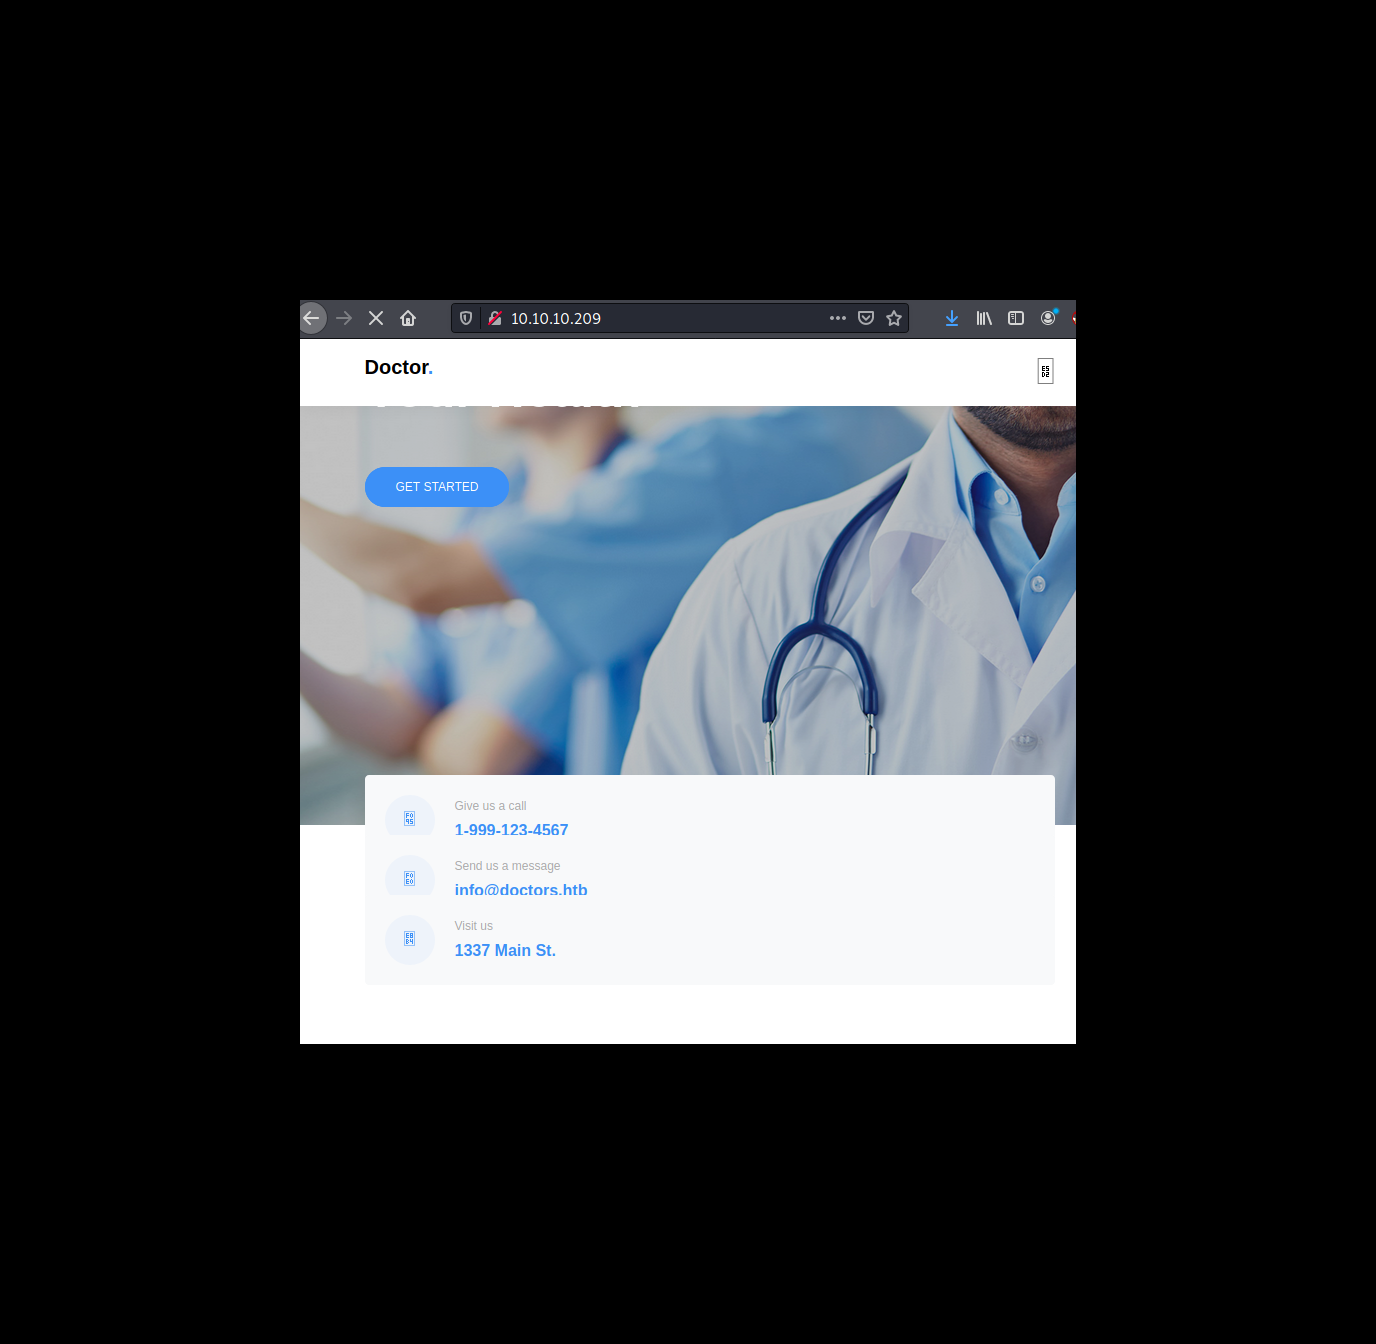 10.10.10.209
Doctor.
GET STARTED
Give us a call
1-999-123-4567
Send us a message
info@doctors.htb
Visit us
1337 Main St.